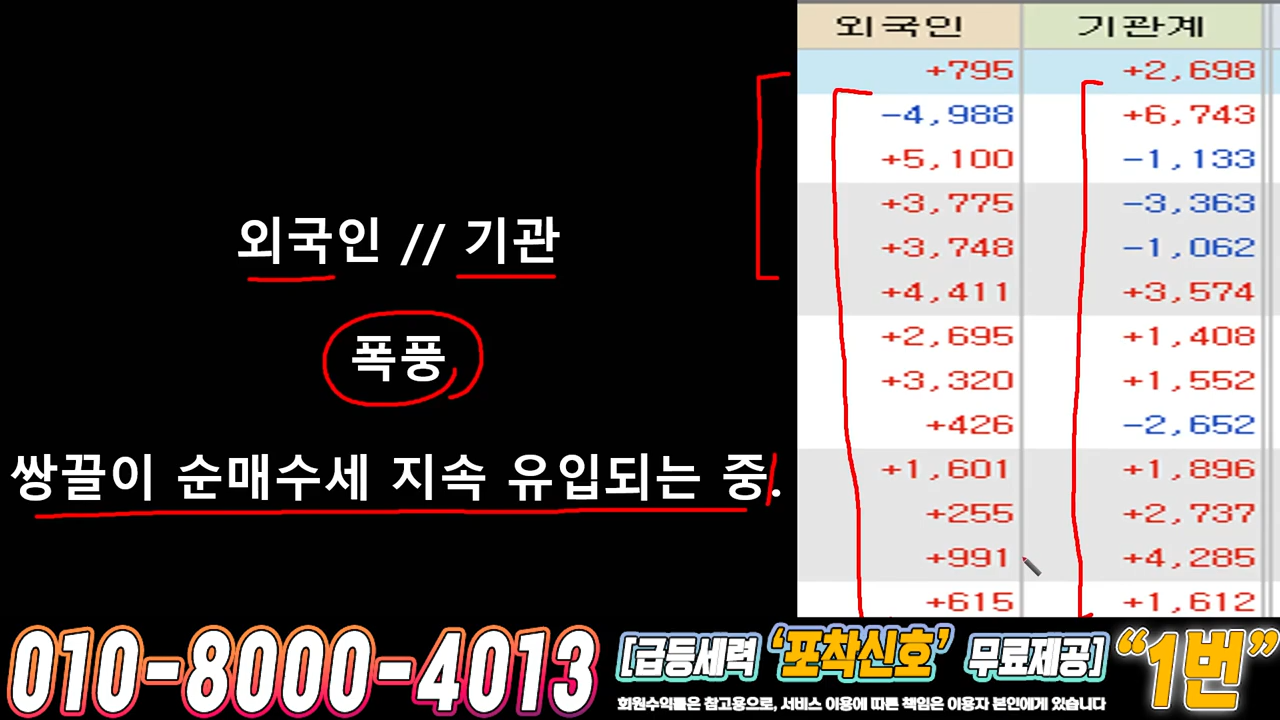 외국인 // 기관
폭풍
쌍끌이 순매수세 지속 유입되는 중.
외국인 기관계
+795 +2,698
-4,988 +6,743
+5,100 -1,133
+3,775 -3,363
+3,748 -1,062
+4,411 +3,574
+2,695 +1,408
+3,320 +1,552
+426 -2,652
+1,601 +1,896
+255 +2,737
+991 +4,285
+615 +1,612
010-8000-4013
[급등세력 '포착신호' 무료제공] "1번"
회원수익률은 참고용으로, 서비스 이용에 따른 책임은 이용자 본인에게 있습니다